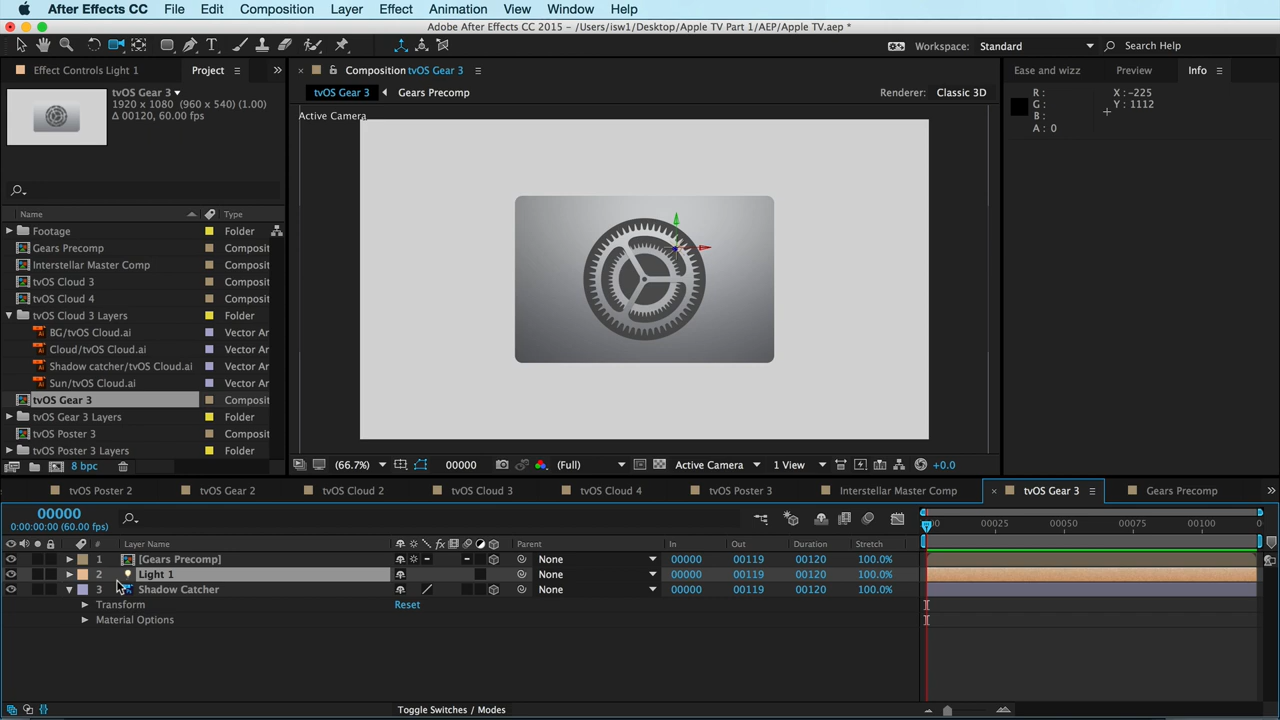 After Effects CC File Edit Composition Layer Effect Animation View Window Help
Adobe After Effects CC 2015 - /Users/isw1/Desktop/Apple TV Part 1/AEP/Apple TV.aep *
Workspace: Standard Search Help
Effect Controls Light 1 Project
Composition tvOS Gear 3
Ease and wizz Preview Info
tvOS Gear 3
1920 x 1080 (960 x 540) (1.00)
Δ 00120, 60.00 fps
tvOS Gear 3 Gears Precomp
Renderer: Classic 3D
R: X: -225
G: Y: 1112
B:
A: 0
Active Camera
Name Type
Footage Folder
Gears Precomp Composit
Interstellar Master Comp Composit
tvOS Cloud 3 Composit
tvOS Cloud 4 Composit
tvOS Cloud 3 Layers Folder
BG/tvOS Cloud.ai Vector Ar
Cloud/tvOS Cloud.ai Vector Ar
Shadow catcher/tvOS Cloud.ai Vector Ar
Sun/tvOS Cloud.ai Vector Ar
tvOS Gear 3 Composit
tvOS Gear 3 Layers Folder
tvOS Poster 3 Composit
tvOS Poster 3 Layers Folder
8 bpc
(66.7%) 00000 (Full) Active Camera 1 View +0.0
tvOS Poster 2 tvOS Gear 2 tvOS Cloud 2 tvOS Cloud 3 tvOS Cloud 4 tvOS Poster 3 Interstellar Master Comp tvOS Gear 3 Gears Precomp
00000
0:00:00:00 (60.00 fps)
00 00025 00050 00075 00100 0
# Layer Name Parent In Out Duration Stretch
1 [Gears Precomp] None 00000 00119 00120 100.0%
2 Light 1 None 00000 00119 00120 100.0%
3 Shadow Catcher None 00000 00119 00120 100.0%
Transform Reset
Material Options
Toggle Switches / Modes